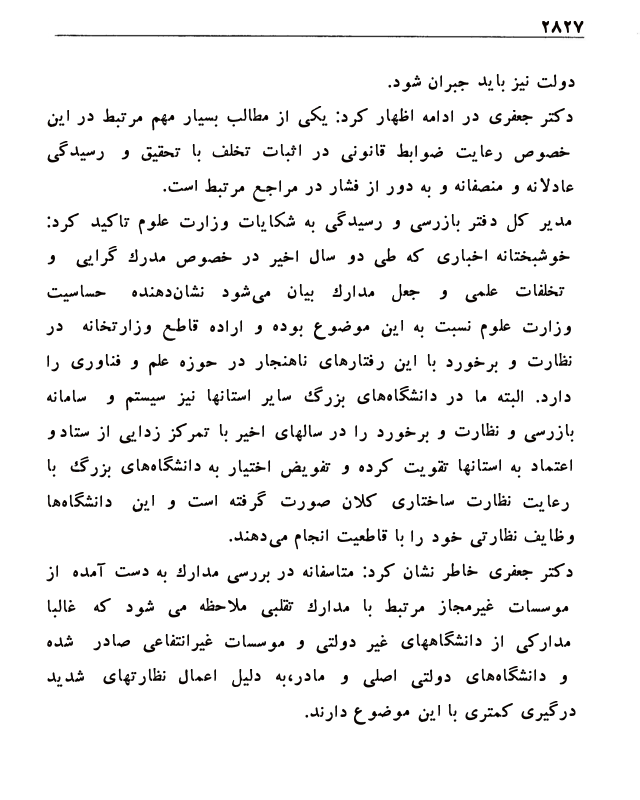 ۲۸۲۷
دولت نیز باید جبران شود.
دکتر جعفری در ادامه اظهار کرد: یکی از مطالب بسیار مهم مرتبط در این
خصوص رعایت ضوابط قانونی در اثبات تخلف با تحقیق و رسیدگی
عادلانه و منصفانه و به دور از فشار در مراجع مرتبط است.
مدیر کل دفتر بازرسی و رسیدگی به شکایات وزارت علوم تاکید کرد:
خوشبختانه اخباری که طی دو سال اخیر در خصوص مدرك گرایی و
تخلفات علمی و جعل مدارك بیان می‌شود نشان‌دهنده حساسیت
وزارت علوم نسبت به این موضوع بوده و اراده قاطع وزارتخانه در
نظارت و برخورد با این رفتارهای ناهنجار در حوزه علم و فناوری را
دارد. البته ما در دانشگاه‌های بزرگ سایر استانها نیز سیستم و سامانه
بازرسی و نظارت و برخورد را در سالهای اخیر با تمرکز زدایی از ستاد و
اعتماد به استانها تقویت کرده و تفویض اختیار به دانشگاه‌های بزرگ با
رعایت نظارت ساختاری کلان صورت گرفته است و این دانشگاه‌ها
وظایف نظارتی خود را با قاطعیت انجام می‌دهند.
دکتر جعفری خاطر نشان کرد: متاسفانه در بررسی مدارك به دست آمده از
موسسات غیرمجاز مرتبط با مدارك تقلبی ملاحظه می شود که غالبا
مدارکی از دانشگاههای غیر دولتی و موسسات غیرانتفاعی صادر شده
و دانشگاه‌های دولتی اصلی و مادر،به دلیل اعمال نظارتهای شدید
درگیری کمتری با این موضوع دارند.